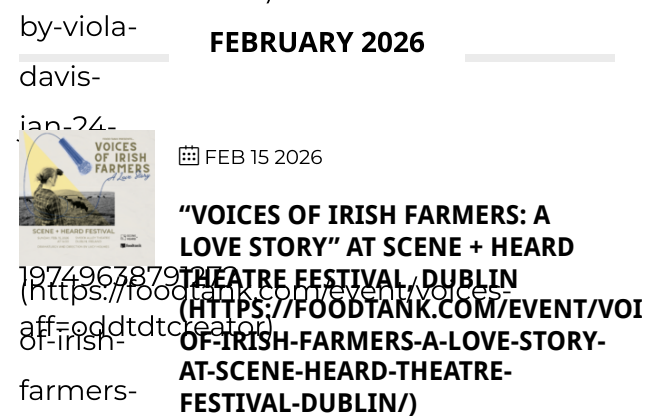 by-viola-
FEBRUARY 2026
davis-
jan-24-
VOICES
OF IRISH
FARMERS
A Love Story
SCENE + HEARD FESTIVAL
foodtank
FEB 15 2026
“VOICES OF IRISH FARMERS: A
LOVE STORY” AT SCENE + HEARD
THEATRE FESTIVAL, DUBLIN
(HTTPS://FOODTANK.COM/EVENT/VOI
OF-IRISH-FARMERS-A-LOVE-STORY-
AT-SCENE-HEARD-THEATRE-
FESTIVAL-DUBLIN/)
(https://foodtank.com/event/voices-
aff=oddtdtcreator)
of-irish-
farmers-